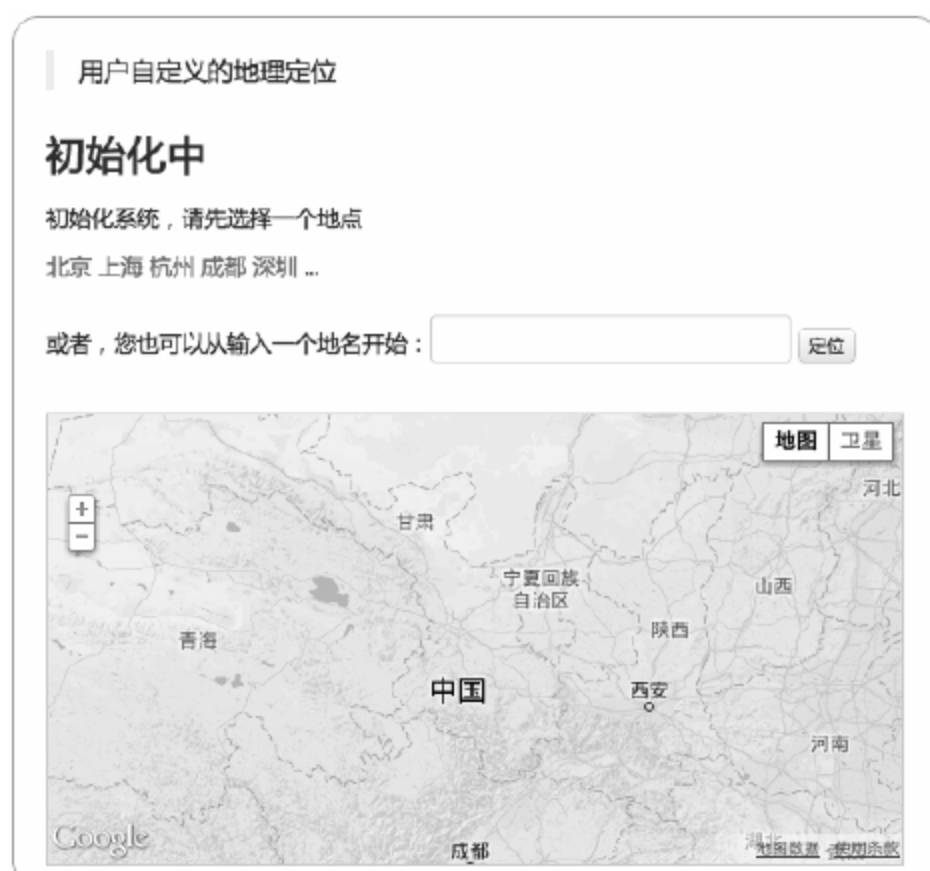 用户自定义的地理定位
初始化中
初始化系统，请先选择一个地点
北京 上海 杭州 成都 深圳 ...
或者，您也可以从输入一个地名开始：
定位
地图 卫星
河北
+
甘肃
−
宁夏回族
自治区
山西
陕西
青海
中国
西安
河南
Google
成都
湖北
地图数据 使用条款